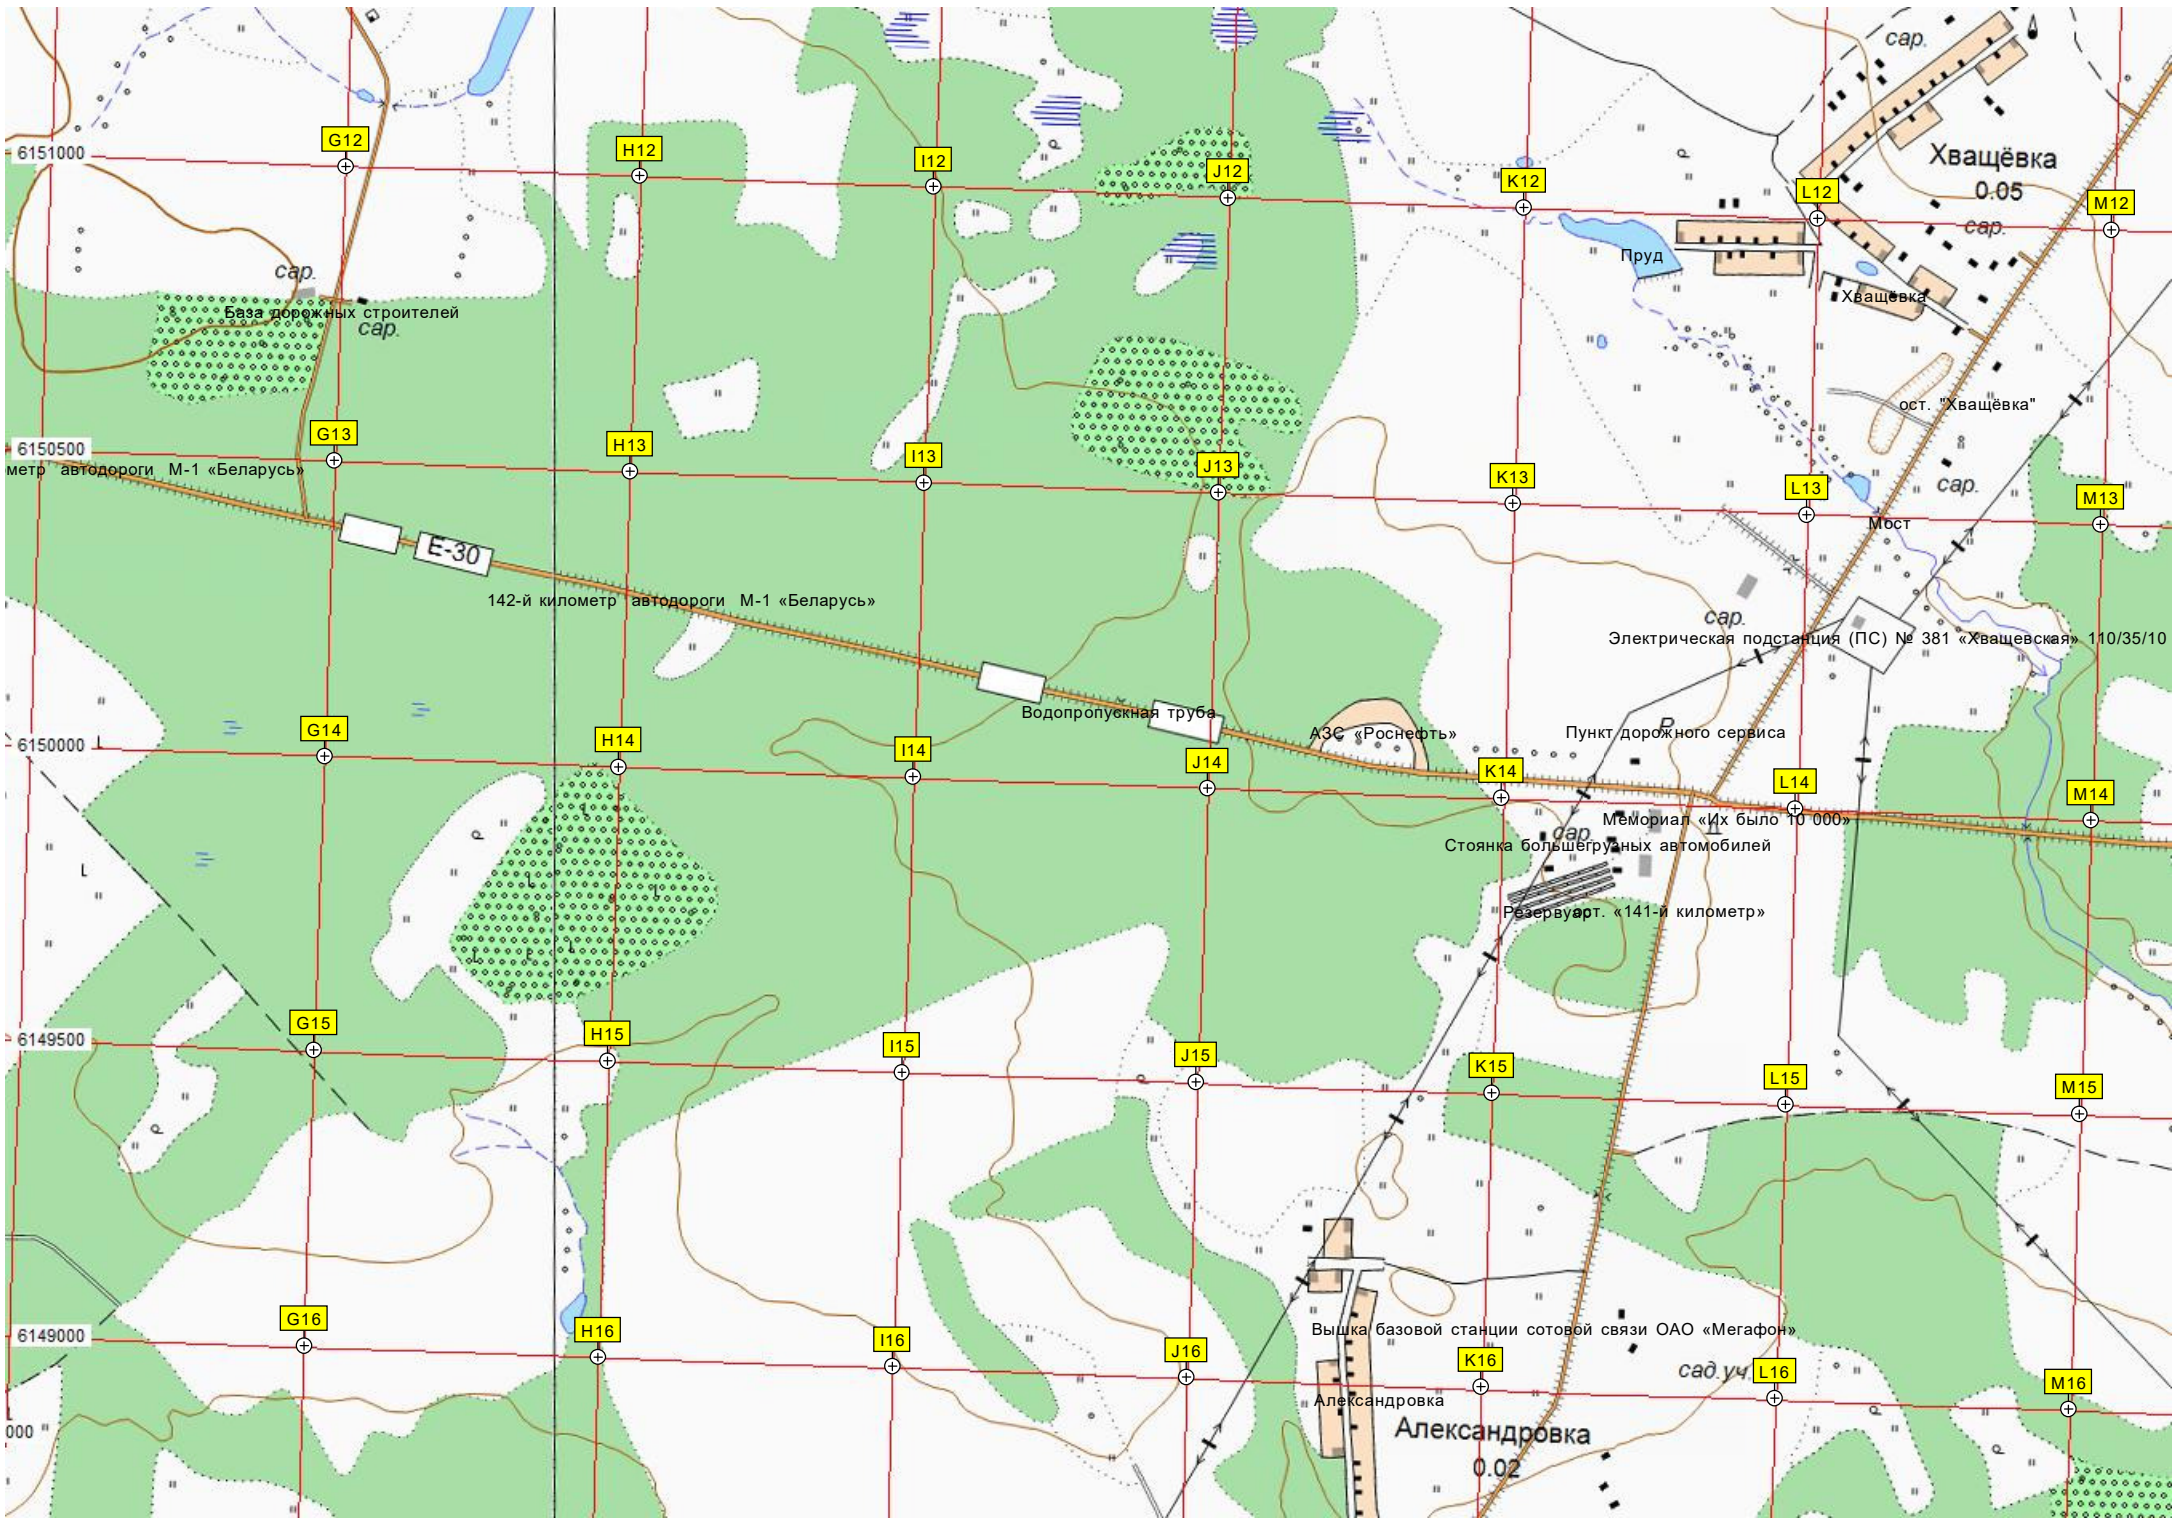 сар.
G12
H12
I12
J12
K12
L12
M12
6151000
Хващёвка
0.05
сар.
Пруд
Хващёвка
сар.
База дорожных строителей
сар.
ост. "Хващёвка"
G13
H13
I13
J13
K13
L13
M13
6150500
метр автодороги М-1 «Беларусь»
сар.
Мост
Е-30
142-й километр автодороги М-1 «Беларусь»
сар.
Электрическая подстанция (ПС) № 381 «Хващевская» 110/35/10
Водопропускная труба
АЗС «Роснефть»
Р
Пункт дорожного сервиса
6150000
G14
H14
I14
J14
K14
L14
M14
Мемориал «Их было 10 000»
сар.
Стоянка большегрузных автомобилей
Резервуар
ост. «141-й километр»
6149500
G15
H15
I15
J15
K15
L15
M15
6149000
G16
H16
I16
J16
K16
L16
M16
Вышка базовой станции сотовой связи ОАО «Мегафон»
сад.уч.
Александровка
Александровка
0.02
000